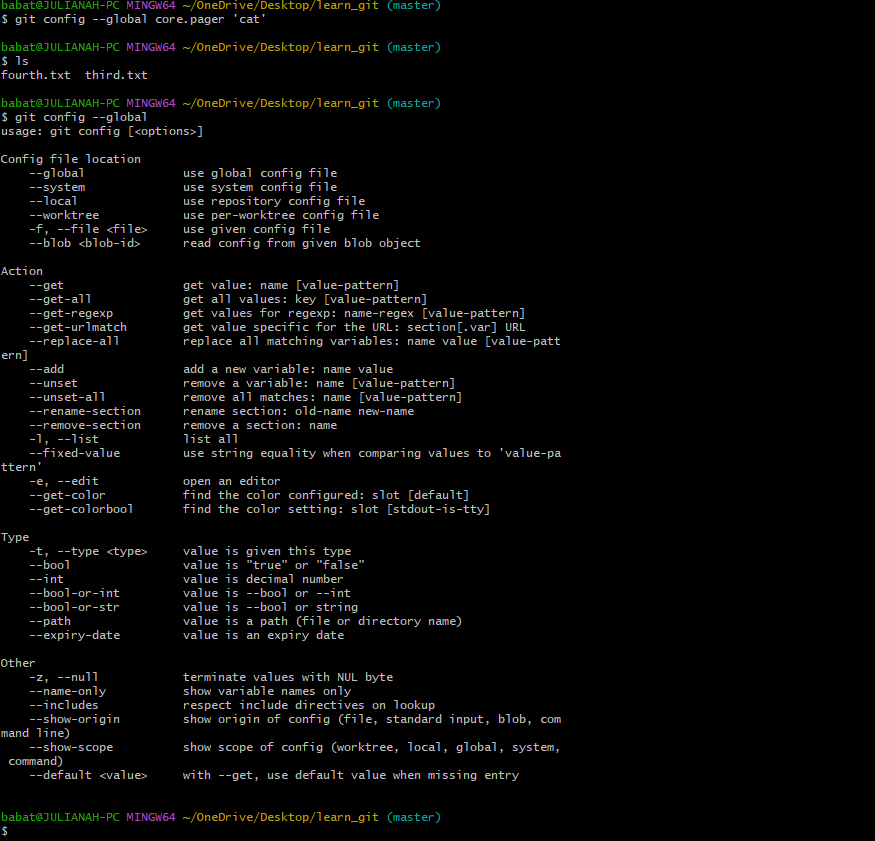 babat@JULIANAH-PC MINGW64 ~/OneDrive/Desktop/learn_git (master)
$ git config --global core.pager 'cat'
babat@JULIANAH-PC MINGW64 ~/OneDrive/Desktop/learn_git (master)
$ ls
fourth.txt  third.txt
babat@JULIANAH-PC MINGW64 ~/OneDrive/Desktop/learn_git (master)
$ git config --global
usage: git config [<options>]
Config file location
    --global              use global config file
    --system              use system config file
    --local               use repository config file
    --worktree            use per-worktree config file
    -f, --file <file>     use given config file
    --blob <blob-id>      read config from given blob object
Action
    --get                 get value: name [value-pattern]
    --get-all             get all values: key [value-pattern]
    --get-regexp          get values for regexp: name-regex [value-pattern]
    --get-urlmatch        get value specific for the URL: section[.var] URL
    --replace-all         replace all matching variables: name value [value-patt
ern]
    --add                 add a new variable: name value
    --unset               remove a variable: name [value-pattern]
    --unset-all           remove all matches: name [value-pattern]
    --rename-section      rename section: old-name new-name
    --remove-section      remove a section: name
    -l, --list            list all
    --fixed-value         use string equality when comparing values to 'value-pa
ttern'
    -e, --edit            open an editor
    --get-color           find the color configured: slot [default]
    --get-colorbool       find the color setting: slot [stdout-is-tty]
Type
    -t, --type <type>     value is given this type
    --bool                value is "true" or "false"
    --int                 value is decimal number
    --bool-or-int         value is --bool or --int
    --bool-or-str         value is --bool or string
    --path                value is a path (file or directory name)
    --expiry-date         value is an expiry date
Other
    -z, --null            terminate values with NUL byte
    --name-only           show variable names only
    --includes            respect include directives on lookup
    --show-origin         show origin of config (file, standard input, blob, com
mand line)
    --show-scope          show scope of config (worktree, local, global, system,
 command)
    --default <value>     with --get, use default value when missing entry
babat@JULIANAH-PC MINGW64 ~/OneDrive/Desktop/learn_git (master)
$